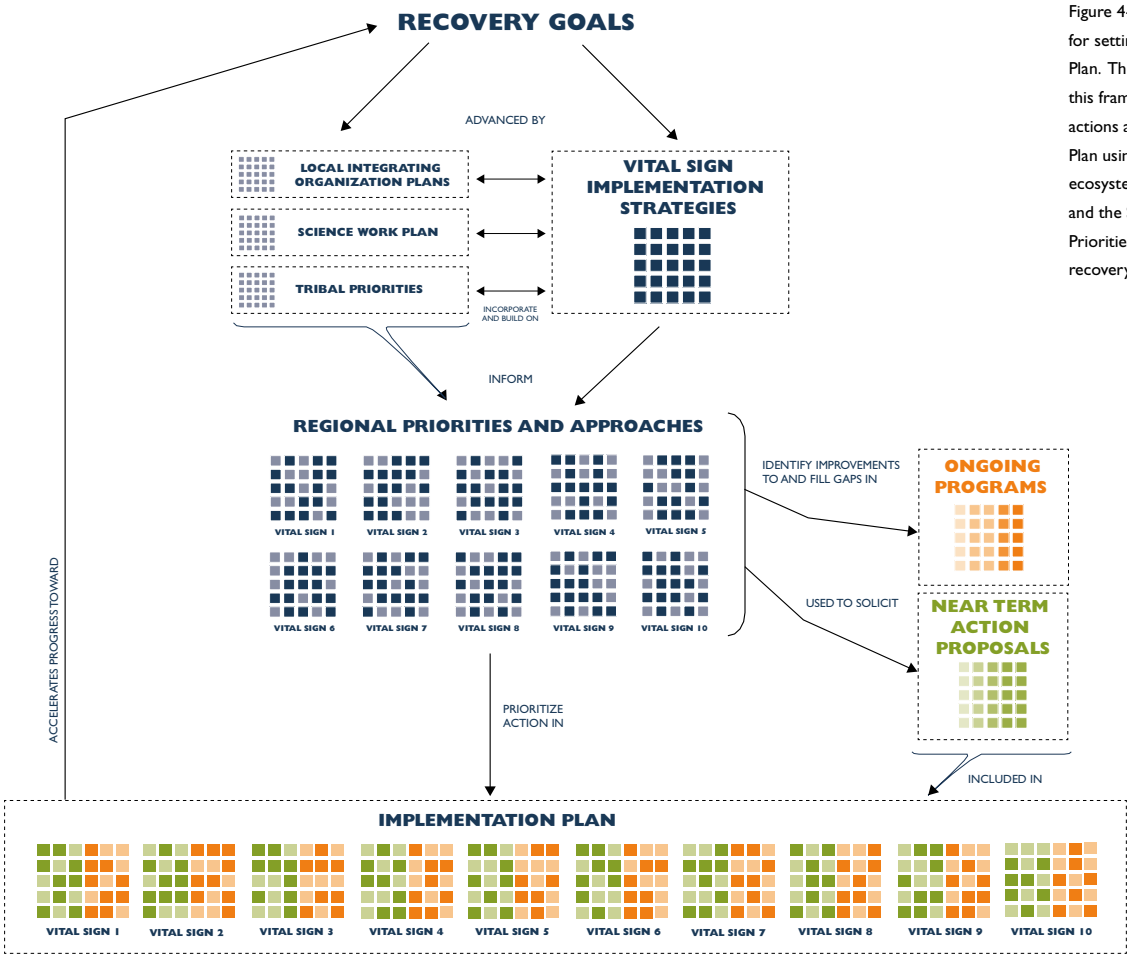 RECOVERY GOALS
Figure 4-
for settin
Plan. Th
this fram
actions a
Plan usin
ecosyste
and the
Prioritie
recovery
ADVANCED BY
LOCAL INTEGRATING
ORGANIZATION PLANS
SCIENCE WORK PLAN
TRIBAL PRIORITIES
VITAL SIGN
IMPLEMENTATION
STRATEGIES
INCORPORATE
AND BUILD ON
INFORM
REGIONAL PRIORITIES AND APPROACHES
VITAL SIGN 1
VITAL SIGN 2
VITAL SIGN 3
VITAL SIGN 4
VITAL SIGN 5
VITAL SIGN 6
VITAL SIGN 7
VITAL SIGN 8
VITAL SIGN 9
VITAL SIGN 10
IDENTIFY IMPROVEMENTS
TO AND FILL GAPS IN
ONGOING
PROGRAMS
USED TO SOLICIT
NEAR TERM
ACTION
PROPOSALS
ACCELERATES PROGRESS TOWARD
PRIORITIZE
ACTION IN
INCLUDED IN
IMPLEMENTATION PLAN
VITAL SIGN 1
VITAL SIGN 2
VITAL SIGN 3
VITAL SIGN 4
VITAL SIGN 5
VITAL SIGN 6
VITAL SIGN 7
VITAL SIGN 8
VITAL SIGN 9
VITAL SIGN 10